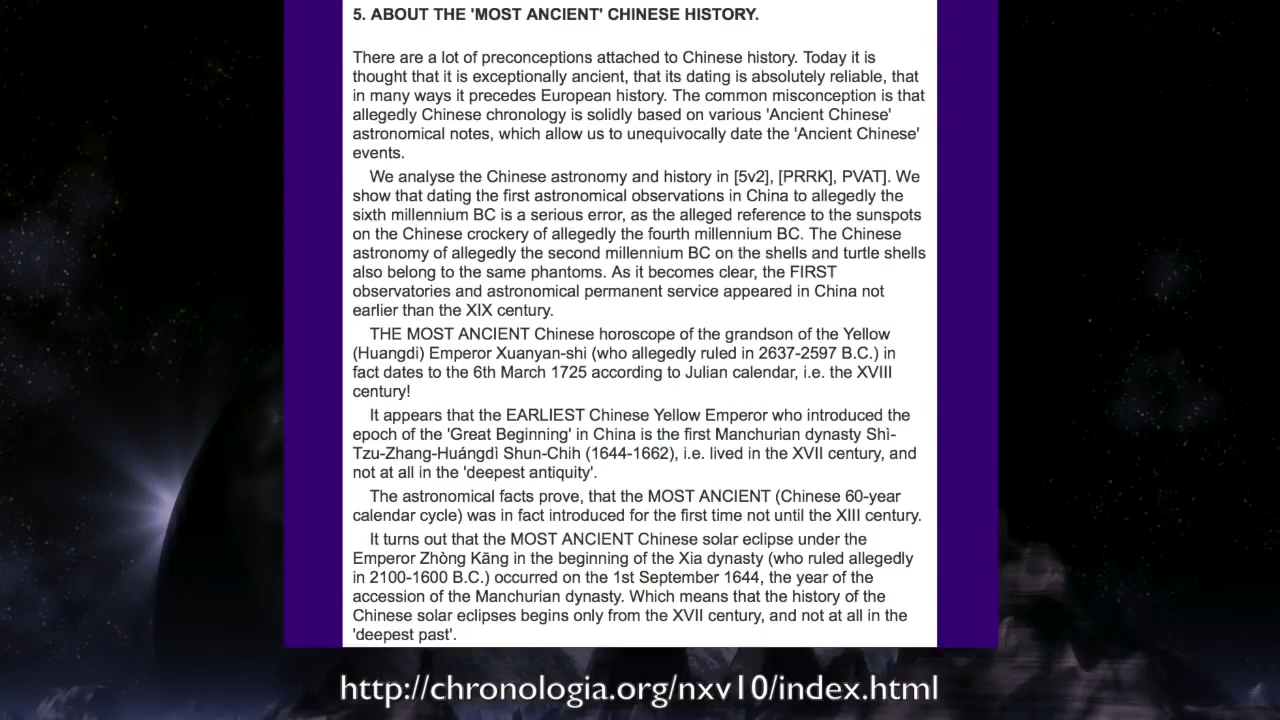 5. ABOUT THE 'MOST ANCIENT' CHINESE HISTORY.
There are a lot of preconceptions attached to Chinese history. Today it is
thought that it is exceptionally ancient, that its dating is absolutely reliable, that
in many ways it precedes European history. The common misconception is that
allegedly Chinese chronology is solidly based on various 'Ancient Chinese'
astronomical notes, which allow us to unequivocally date the 'Ancient Chinese'
events.
We analyse the Chinese astronomy and history in [5v2], [PRRK], PVAT]. We
show that dating the first astronomical observations in China to allegedly the
sixth millennium BC is a serious error, as the alleged reference to the sunspots
on the Chinese crockery of allegedly the fourth millennium BC. The Chinese
astronomy of allegedly the second millennium BC on the shells and turtle shells
also belong to the same phantoms. As it becomes clear, the FIRST
observatories and astronomical permanent service appeared in China not
earlier than the XIX century.
THE MOST ANCIENT Chinese horoscope of the grandson of the Yellow
(Huangdi) Emperor Xuanyan-shi (who allegedly ruled in 2637-2597 B.C.) in
fact dates to the 6th March 1725 according to Julian calendar, i.e. the XVIII
century!
It appears that the EARLIEST Chinese Yellow Emperor who introduced the
epoch of the 'Great Beginning' in China is the first Manchurian dynasty Shì-
Tzu-Zhang-Huángdì Shun-Chih (1644-1662), i.e. lived in the XVII century, and
not at all in the 'deepest antiquity'.
The astronomical facts prove, that the MOST ANCIENT (Chinese 60-year
calendar cycle) was in fact introduced for the first time not until the XIII century.
It turns out that the MOST ANCIENT Chinese solar eclipse under the
Emperor Zhòng Kāng in the beginning of the Xia dynasty (who ruled allegedly
in 2100-1600 B.C.) occurred on the 1st September 1644, the year of the
accession of the Manchurian dynasty. Which means that the history of the
Chinese solar eclipses begins only from the XVII century, and not at all in the
'deepest past'.
http://chronologia.org/nxv10/index.html